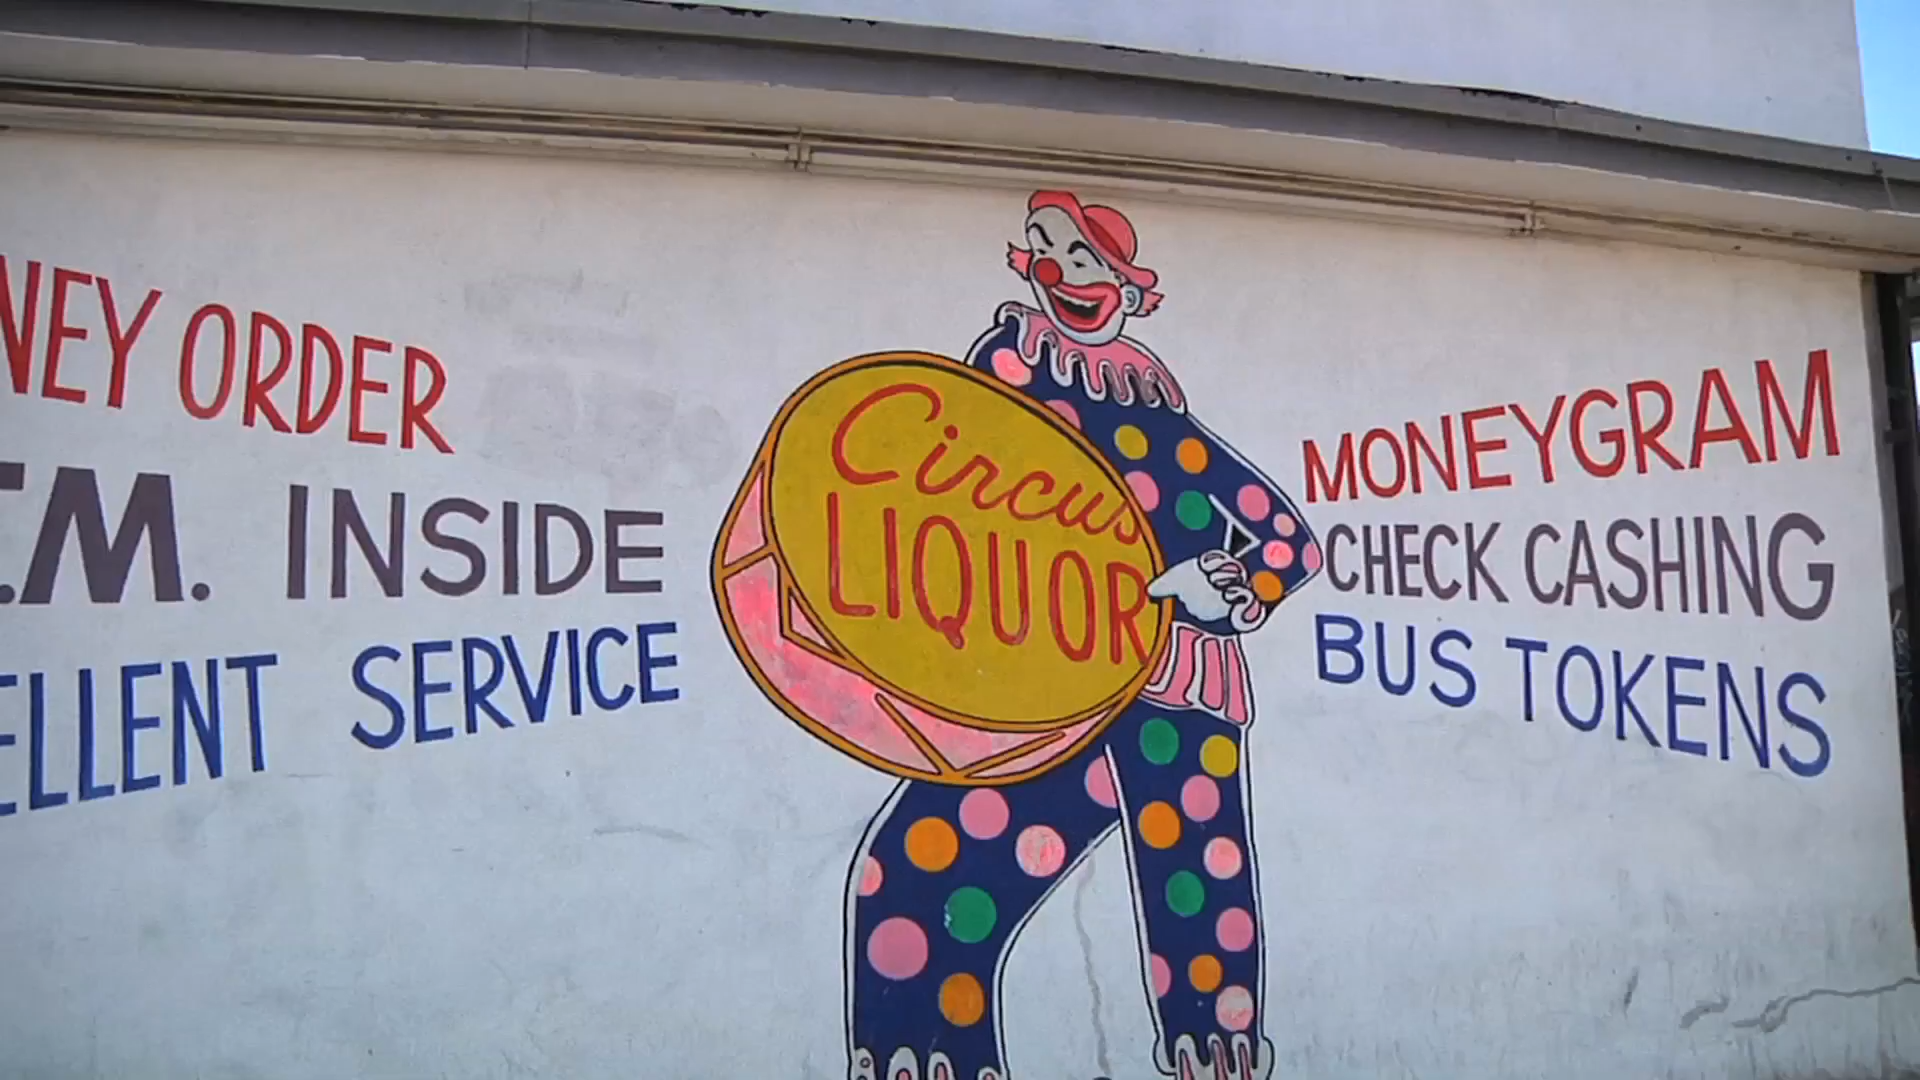 NEY ORDER
T.M. INSIDE
ELLENT SERVICE
Circus
LIQUOR
MONEYGRAM
CHECK CASHING
BUS TOKENS